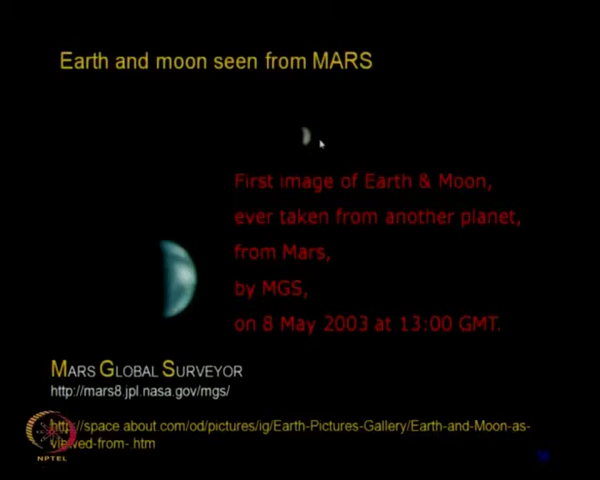 Earth and moon seen from MARS
First image of Earth & Moon,
ever taken from another planet,
from Mars,
by MGS,
on 8 May 2003 at 13:00 GMT.
MARS GLOBAL SURVEYOR
http://mars8.jpl.nasa.gov/mgs/
http://space.about.com/od/pictures/ig/Earth-Pictures-Gallery/Earth-and-Moon-as-
viewed-from- htm
NPTEL